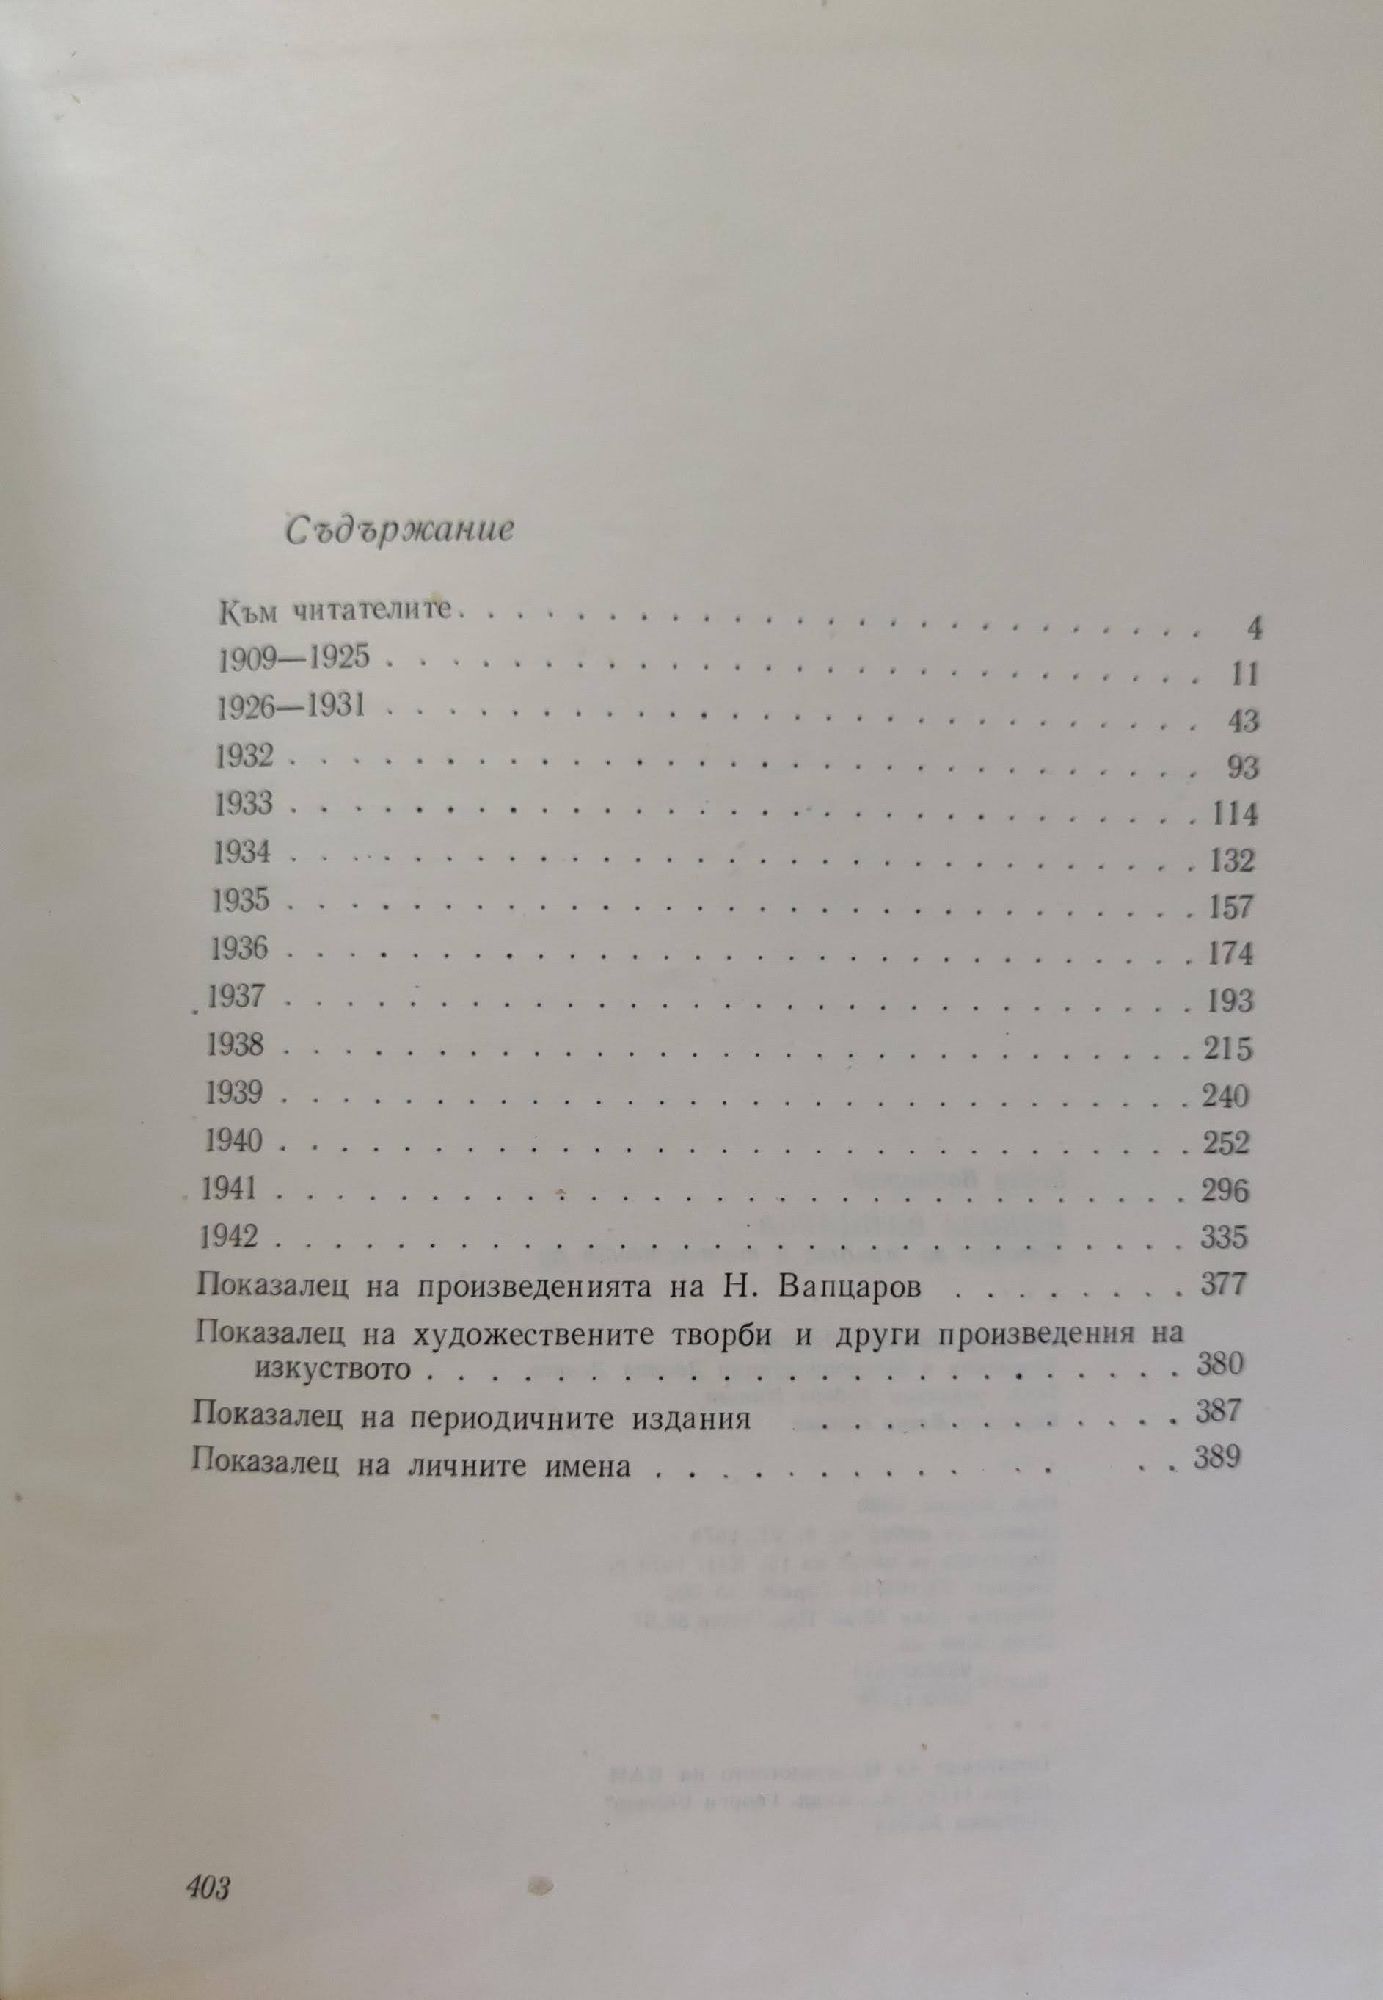 Съдържание
Към читателите . . . . . . . . . . . . . . . . . . . . . . . . 4
1909—1925 . . . . . . . . . . . . . . . . . . . . . . . . . . 11
1926—1931 . . . . . . . . . . . . . . . . . . . . . . . . . . 43
1932 . . . . . . . . . . . . . . . . . . . . . . . . . . . . . 93
1933 . . . . . . . . . . . . . . . . . . . . . . . . . . . . . 114
1934 . . . . . . . . . . . . . . . . . . . . . . . . . . . . . 132
1935 . . . . . . . . . . . . . . . . . . . . . . . . . . . . . 157
1936 . . . . . . . . . . . . . . . . . . . . . . . . . . . . . 174
1937 . . . . . . . . . . . . . . . . . . . . . . . . . . . . . 193
1938 . . . . . . . . . . . . . . . . . . . . . . . . . . . . . 215
1939 . . . . . . . . . . . . . . . . . . . . . . . . . . . . . 240
1940 . . . . . . . . . . . . . . . . . . . . . . . . . . . . . 252
1941 . . . . . . . . . . . . . . . . . . . . . . . . . . . . . 296
1942 . . . . . . . . . . . . . . . . . . . . . . . . . . . . . 335
Показалец на произведенията на Н. Вапцаров . . . . . . . . 377
Показалец на художествените творби и други произведения на
изкуството . . . . . . . . . . . . . . . . . . . . . . . . 380
Показалец на периодичните издания . . . . . . . . . . . . 387
Показалец на личните имена . . . . . . . . . . . . . . 389
403